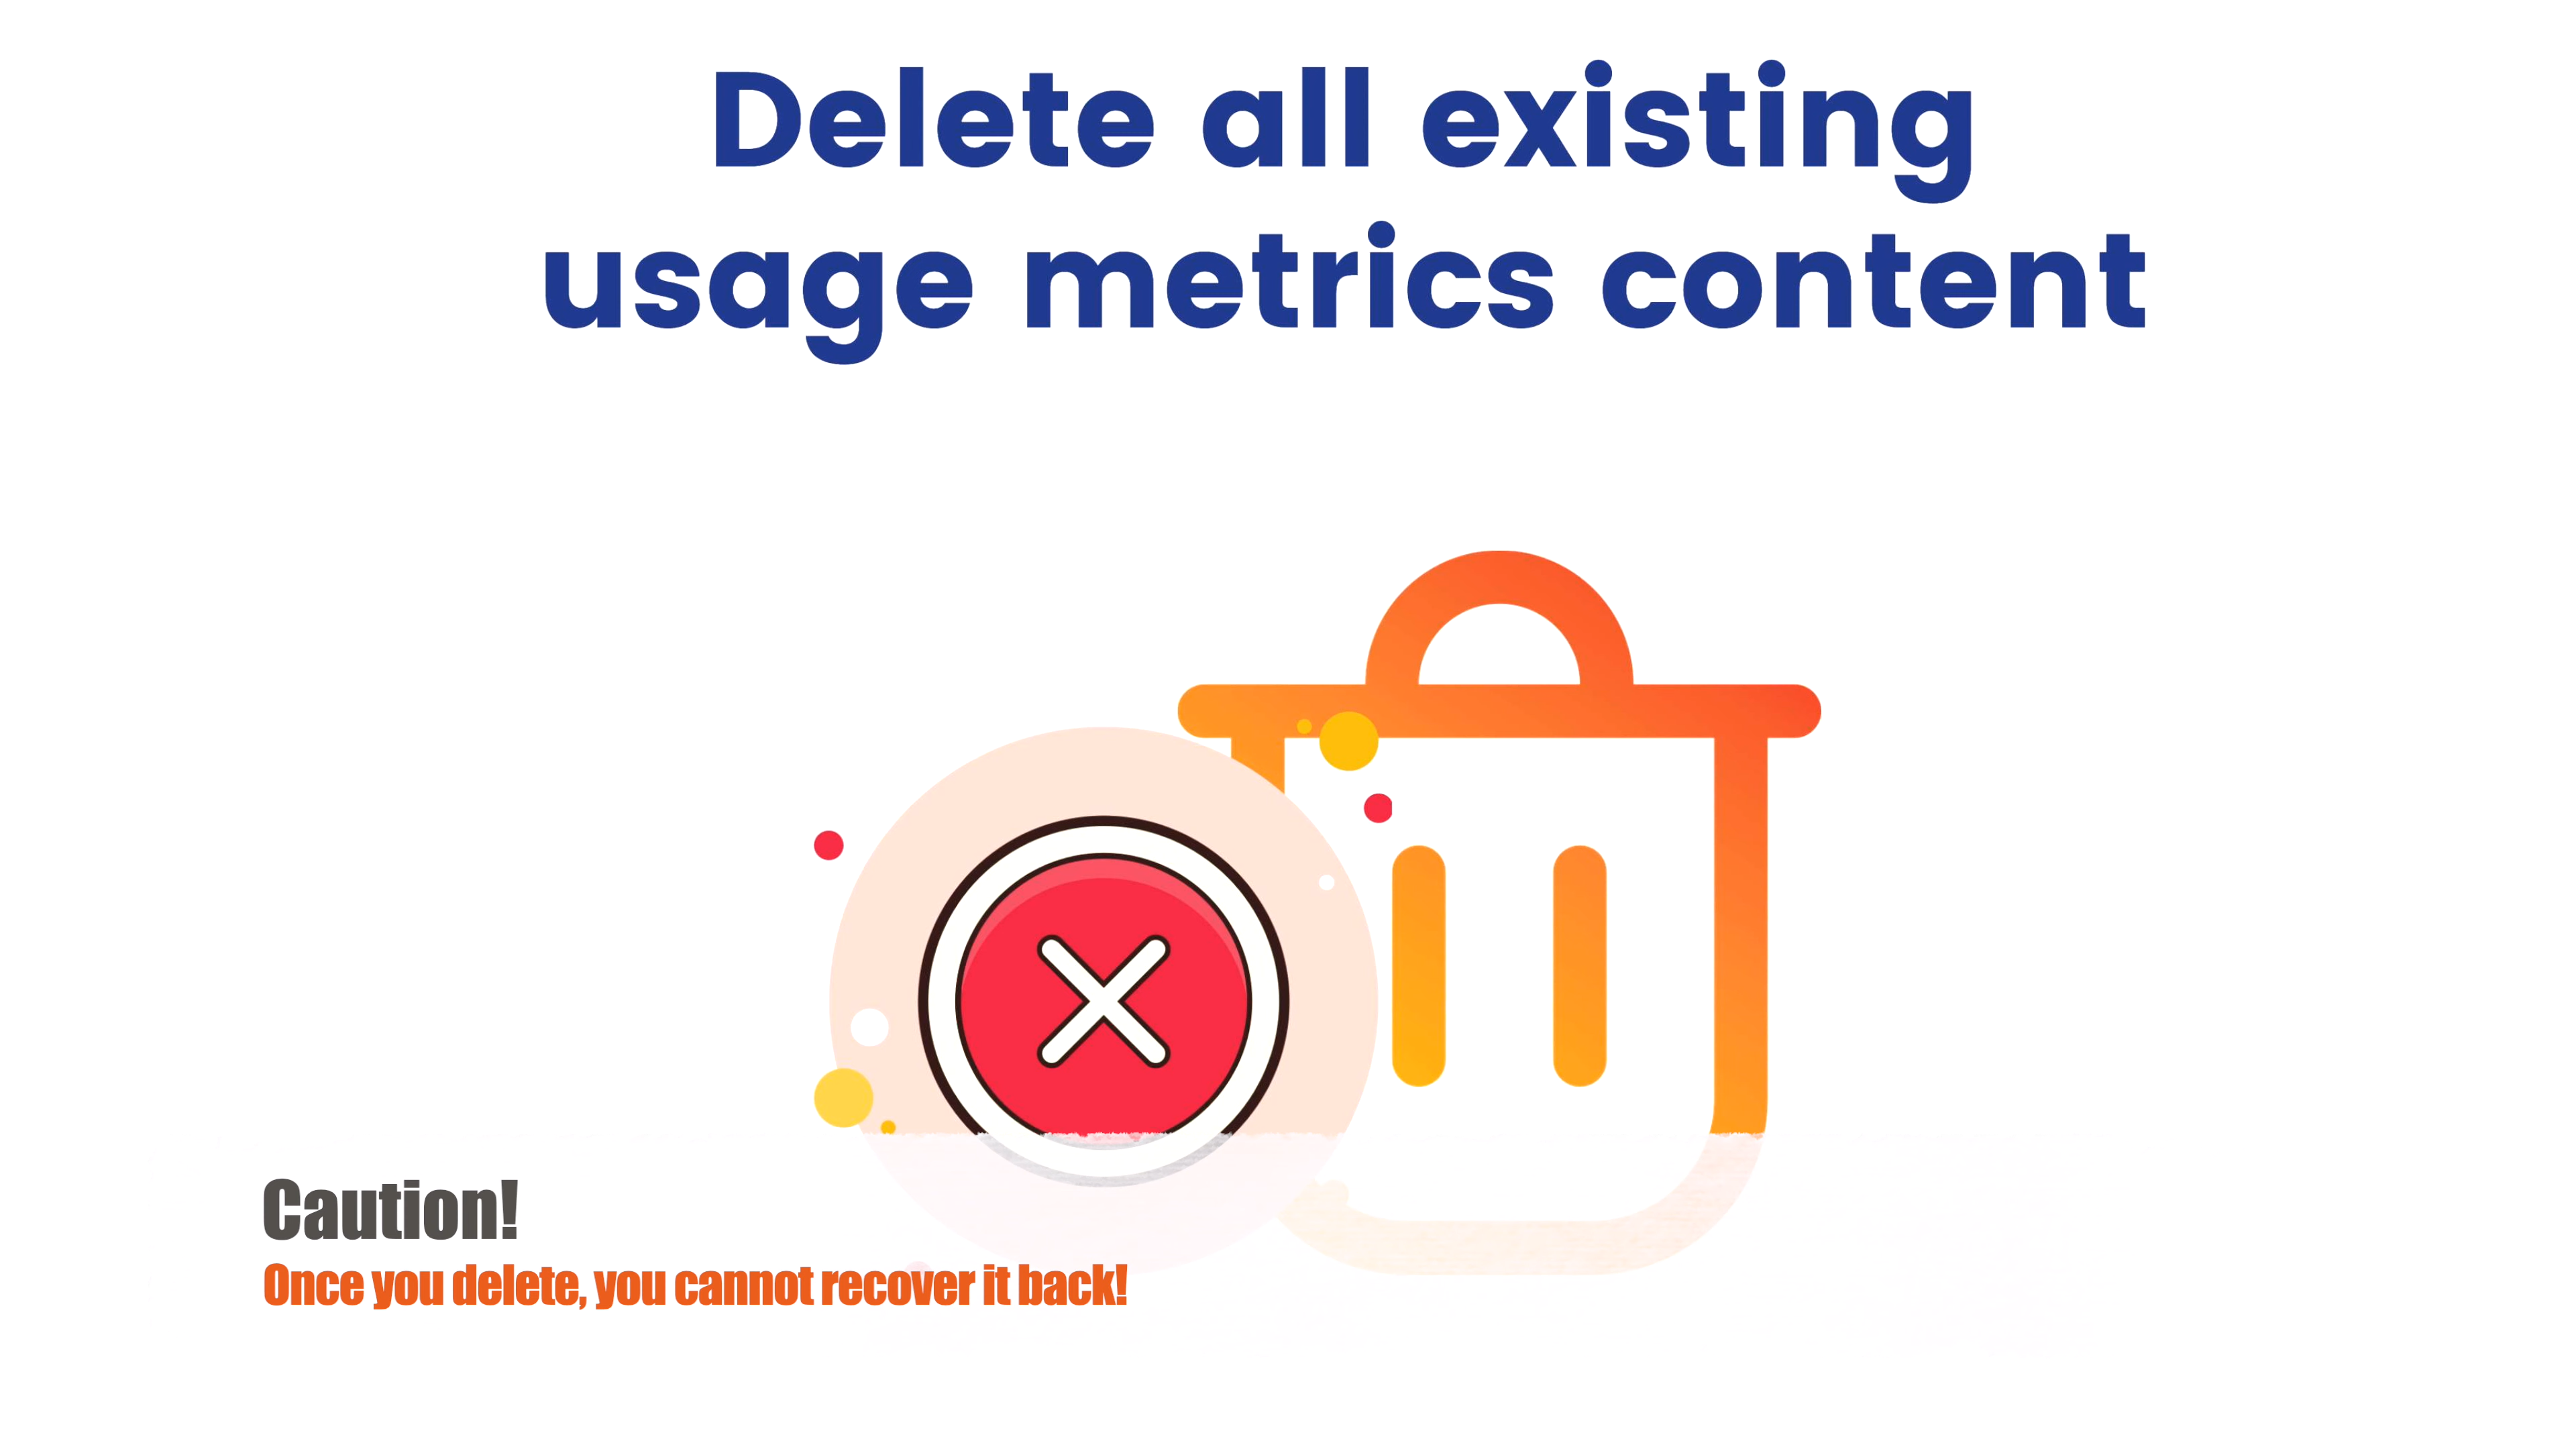 Delete all existing
usage metrics content
Caution!
Once you delete, you cannot recover it back!